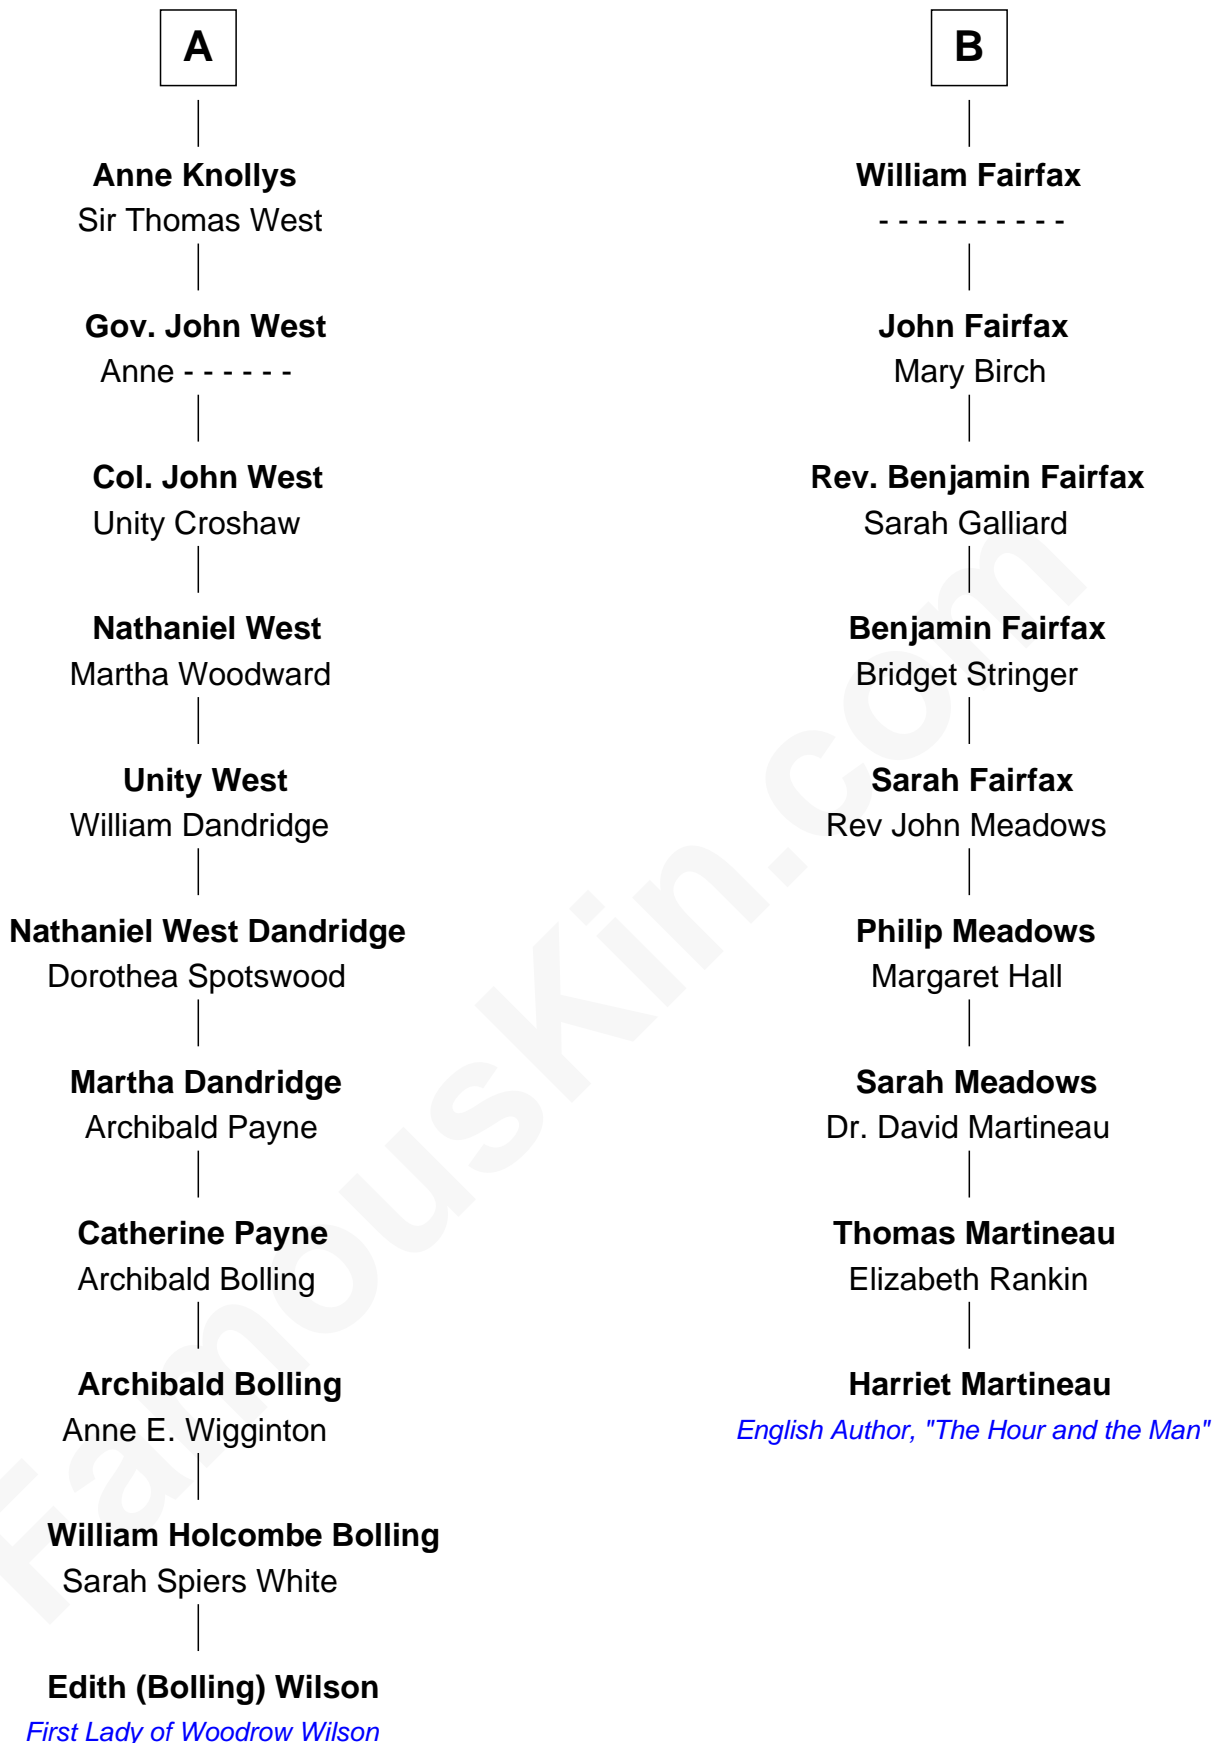 A
Anne Knollys
Sir Thomas West
Gov. John West
Anne - - - - - -
Col. John West
Unity Croshaw
Nathaniel West
Martha Woodward
Unity West
William Dandridge
Nathaniel West Dandridge
Dorothea Spotswood
Martha Dandridge
Archibald Payne
Catherine Payne
Archibald Bolling
Archibald Bolling
Anne E. Wigginton
William Holcombe Bolling
Sarah Spiers White
Edith (Bolling) Wilson
First Lady of Woodrow Wilson
B
William Fairfax
- - - - - - - - - -
John Fairfax
Mary Birch
Rev. Benjamin Fairfax
Sarah Galliard
Benjamin Fairfax
Bridget Stringer
Sarah Fairfax
Rev John Meadows
Philip Meadows
Margaret Hall
Sarah Meadows
Dr. David Martineau
Thomas Martineau
Elizabeth Rankin
Harriet Martineau
English Author, "The Hour and the Man"
FamousKin.com